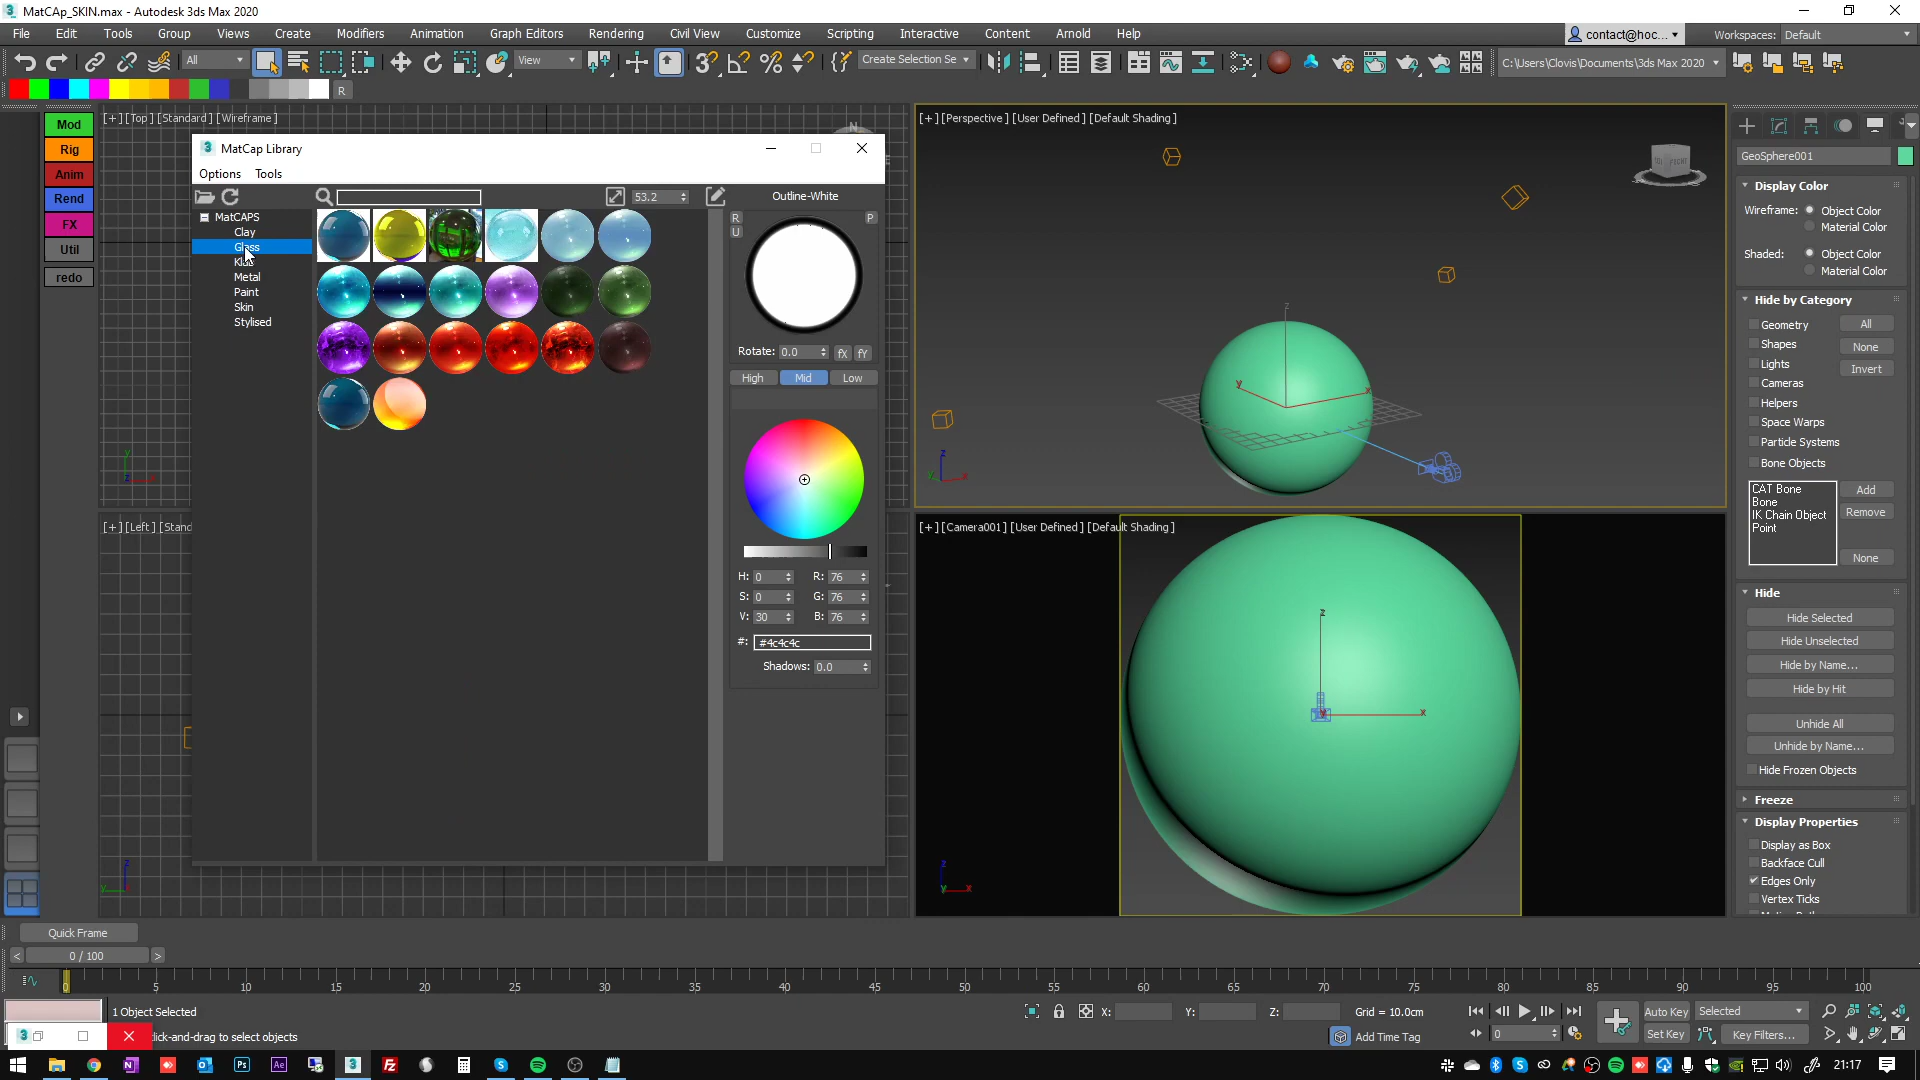 MatCAp_SKIN.max - Autodesk 3ds Max 2020
File Edit Tools Group Views Create Modifiers Animation Graph Editors Rendering Civil View Customize Scripting Interactive Content Arnold Help
contact@hoc... Workspaces: Default
All View Create Selection Se C:\Users\Clovis\Documents\3ds Max 2020
R
Mod
Rig
Anim
Rend
FX
Util
redo
[+] [Top] [Standard] [Wireframe]
[+] [Perspective] [User Defined] [Default Shading]
N
MatCap Library
Options Tools
53.2
MatCAPS
Clay
Glass
Metal
Paint
Skin
Stylised
Outline-White
R
U
P
Rotate: 0.0 fX fY
High Mid Low
H: 0 R: 76
S: 0 G: 76
V: 30 B: 76
#: #4c4c4c
Shadows: 0.0
[+] [Left] [Stand
[+] [Camera001] [User Defined] [Default Shading]
GeoSphere001
Display Color
Wireframe: Object Color
Material Color
Shaded: Object Color
Material Color
Hide by Category
Geometry All
Shapes None
Lights Invert
Cameras
Helpers
Space Warps
Particle Systems
Bone Objects
CAT Bone Add
Bone
IK Chain Object Remove
Point
None
Hide
Hide Selected
Hide Unselected
Hide by Name...
Hide by Hit
Unhide All
Unhide by Name...
Hide Frozen Objects
Freeze
Display Properties
Display as Box
Backface Cull
Edges Only
Vertex Ticks
Quick Frame
< 0 / 100 >
0 5 10 15 20 25 30 35 40 45 50 55 60 65 70 75 80 85 90 95 100
1 Object Selected X: Y: Z: Grid = 10.0cm Auto Key Selected
lick-and-drag to select objects Add Time Tag 0 Set Key Key Filters...
21:17